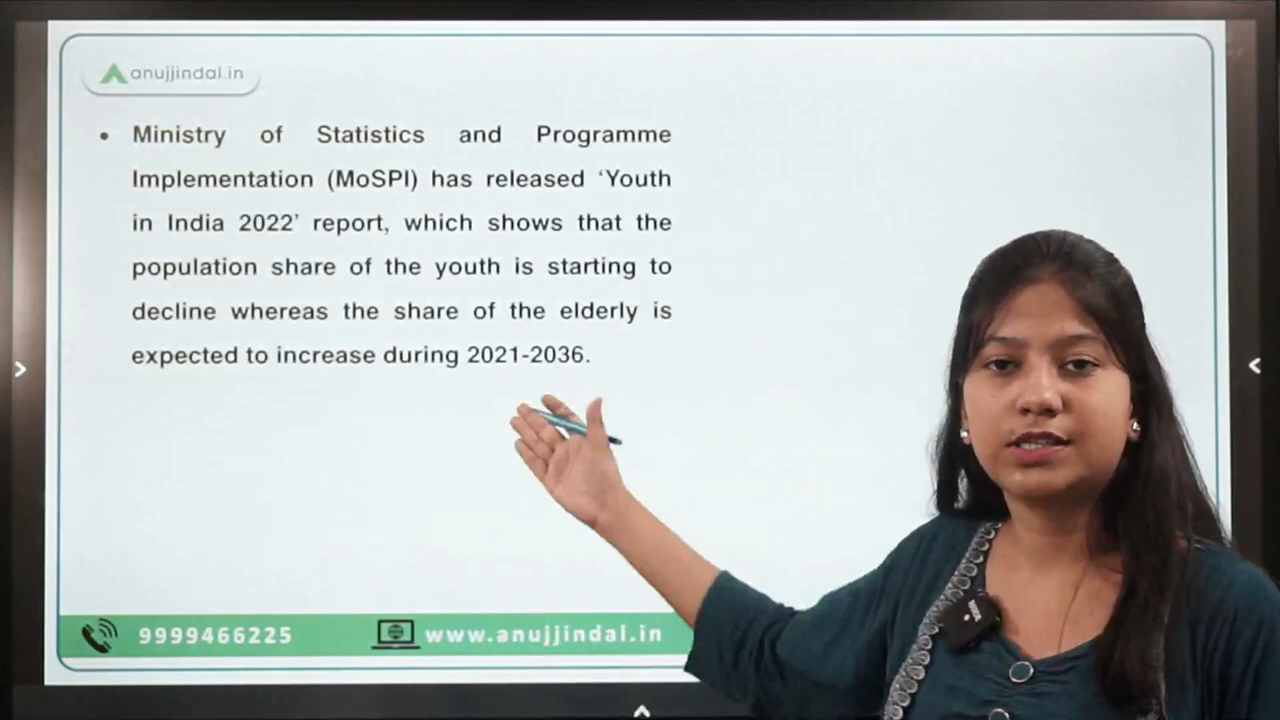 anujjindal.in
• Ministry of Statistics and Programme
Implementation (MoSPI) has released ‘Youth
in India 2022’ report, which shows that the
population share of the youth is starting to
decline whereas the share of the elderly is
expected to increase during 2021-2036.
9999466225
www.anujjindal.in